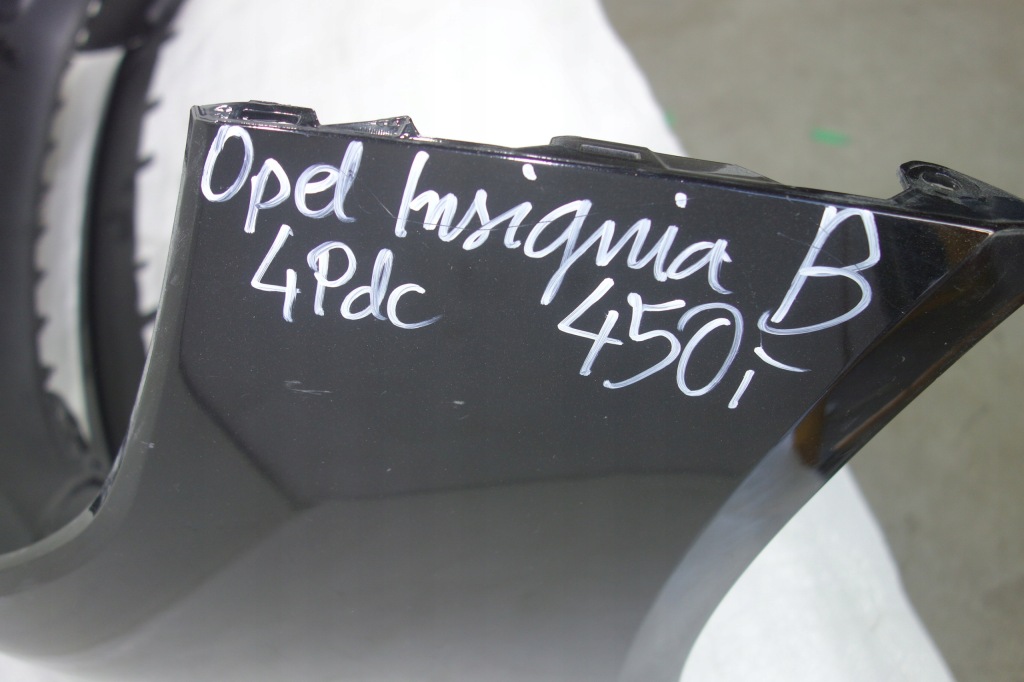 Opel Insignia B
4Pdc 450,-